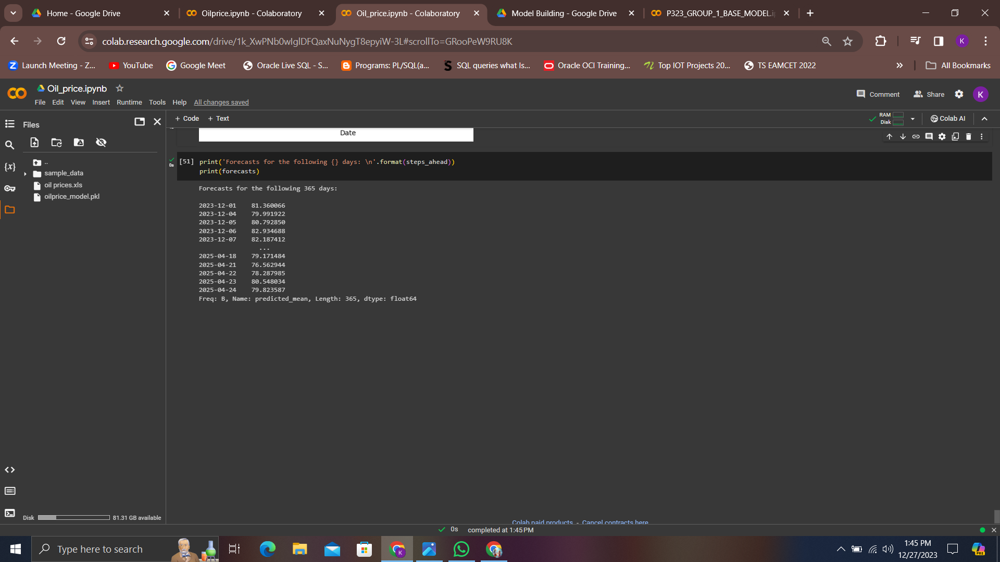 Home - Google Drive
Oilprice.ipynb - Colaboratory
Oil_price.ipynb - Colaboratory
Model Building - Google Drive
P323_GROUP_1_BASE_MODEL.i
colab.research.google.com/drive/1k_XwPNb0wIglDFQaxNuNygT8epyiW-3L#scrollTo=GRooPeW9RU8K
K
Launch Meeting - Z...
YouTube
Google Meet
Oracle Live SQL - S...
Programs: PL/SQL(a...
SQL queries what Is...
Oracle OCI Training...
Top IOT Projects 20...
TS EAMCET 2022
All Bookmarks
Oil_price.ipynb
File Edit View Insert Runtime Tools Help All changes saved
Comment
Share
K
Files
+ Code + Text
RAM
Disk
Colab AI
Date
..
sample_data
oil prices.xls
oilprice_model.pkl
{x}
0s
[51] print('Forecasts for the following {} days: \n'.format(steps_ahead))
print(forecasts)
Forecasts for the following 365 days:
2023-12-01 81.360066
2023-12-04 79.991922
2023-12-05 80.792850
2023-12-06 82.934688
2023-12-07 82.187412
...
2025-04-18 79.171484
2025-04-21 76.562944
2025-04-22 78.287985
2025-04-23 80.548034
2025-04-24 79.823587
Freq: B, Name: predicted_mean, Length: 365, dtype: float64
Disk
81.31 GB available
Colab paid products - Cancel contracts here
0s completed at 1:45 PM
Type here to search
K
1:45 PM
12/27/2023
PRE